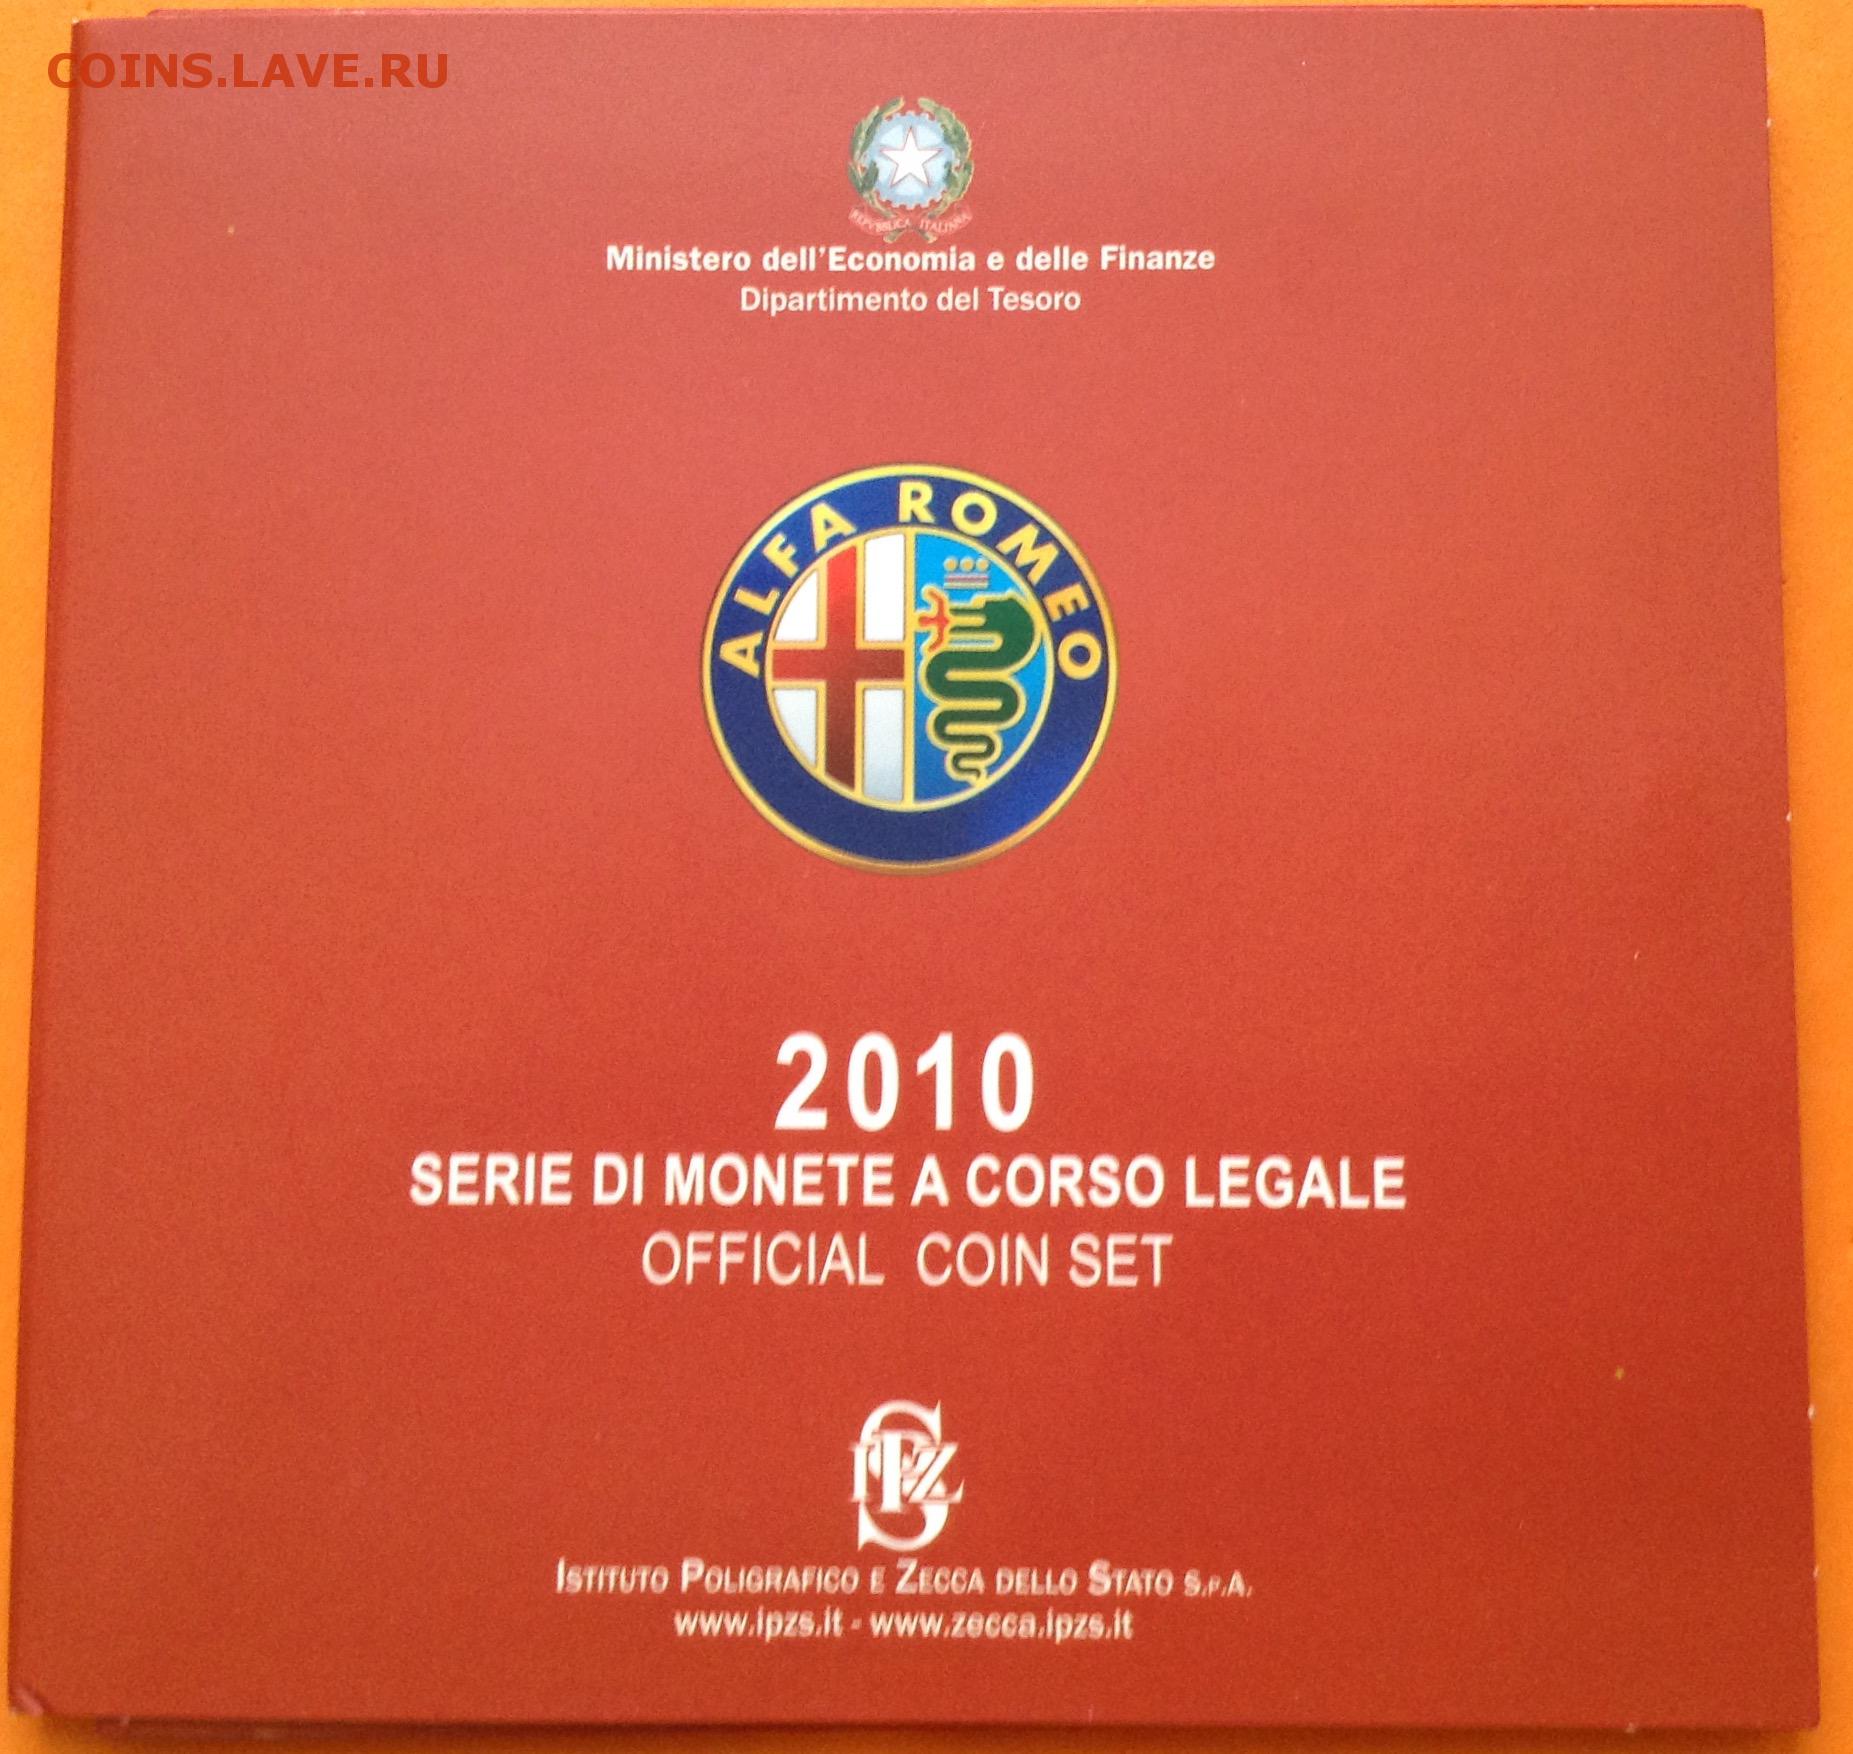 COINS.LAVE.RU
REPVBBLICA ITALIANA
Ministero dell'Economia e delle Finanze
Dipartimento del Tesoro
ALFA ROMEO
2010
SERIE DI MONETE A CORSO LEGALE
OFFICIAL COIN SET
IPZS
ISTITUTO POLIGRAFICO E ZECCA DELLO STATO S.P.A.
www.ipzs.it - www.zecca.ipzs.it